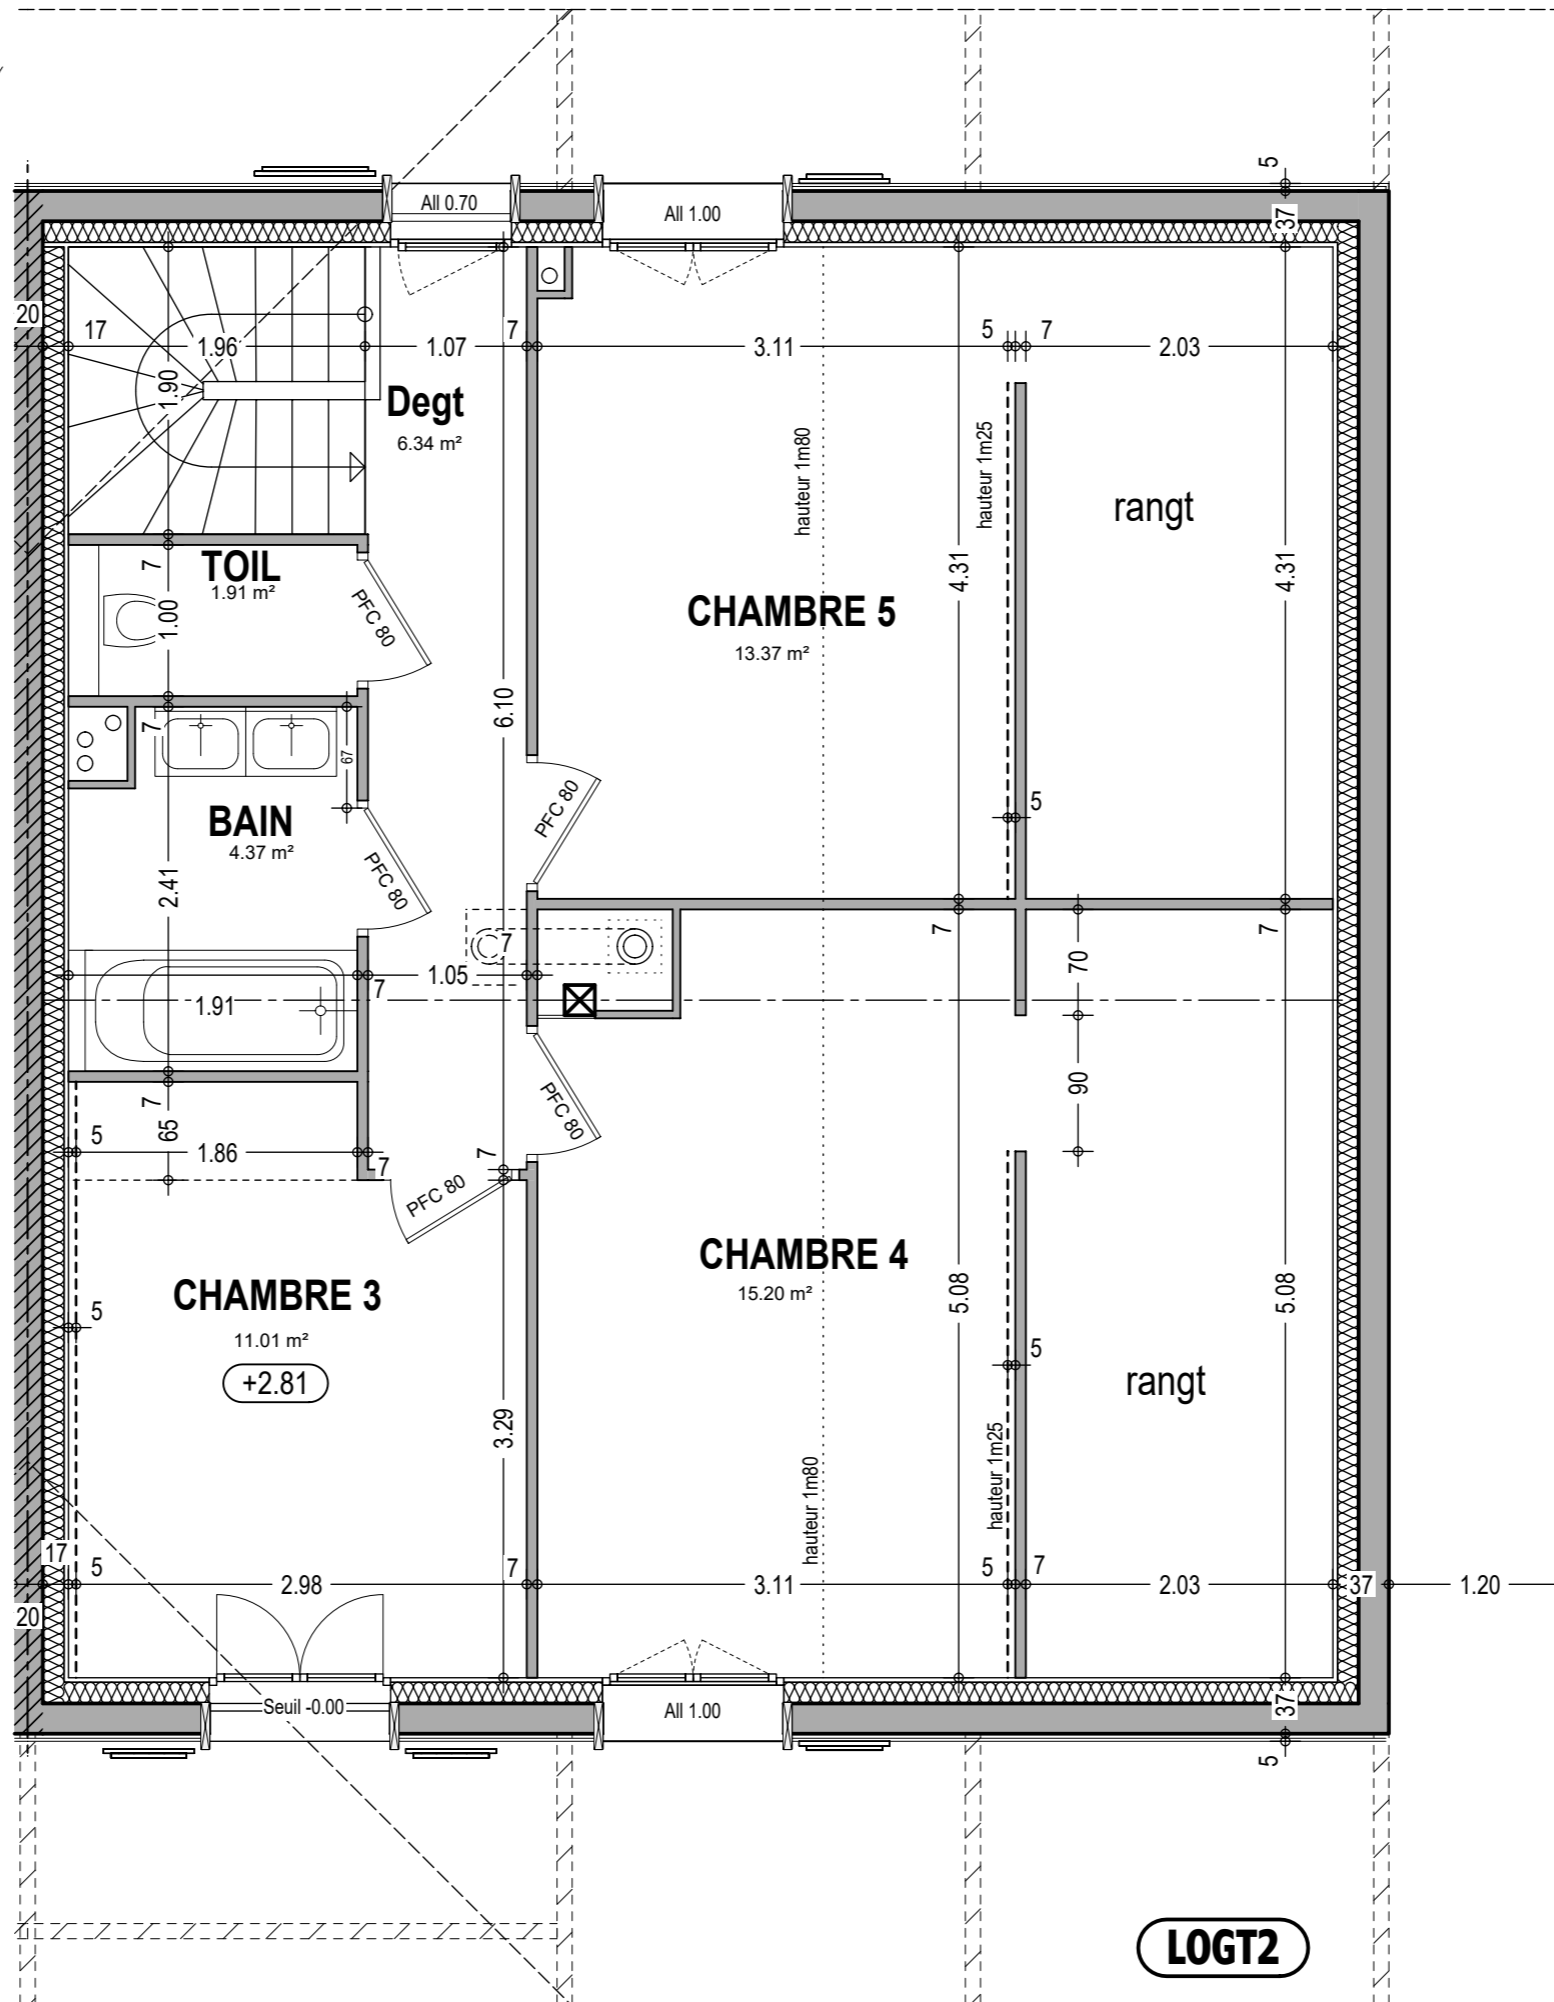 5
All 0.70
All 1.00
37
20
17
1.96
1.07
7
3.11
5
7
2.03
1.90
Degt
6.34 m²
hauteur 1m80
hauteur 1m25
rangt
7
TOIL
1.91 m²
1.00
PFC 80
4.31
4.31
CHAMBRE 5
13.37 m²
6.10
7
67
PFC 80
5
BAIN
4.37 m²
PFC 80
2.41
7
7
7
70
1.05
7
1.91
90
PFC 80
7
65
5
1.86
7
7
PFC 80
CHAMBRE 4
15.20 m²
CHAMBRE 3
11.01 m²
5
5.08
5.08
5
+2.81
rangt
3.29
hauteur 1m80
hauteur 1m25
17
5
2.98
7
3.11
5
7
2.03
37
1.20
20
Seuil -0.00
All 1.00
37
5
LOGT2